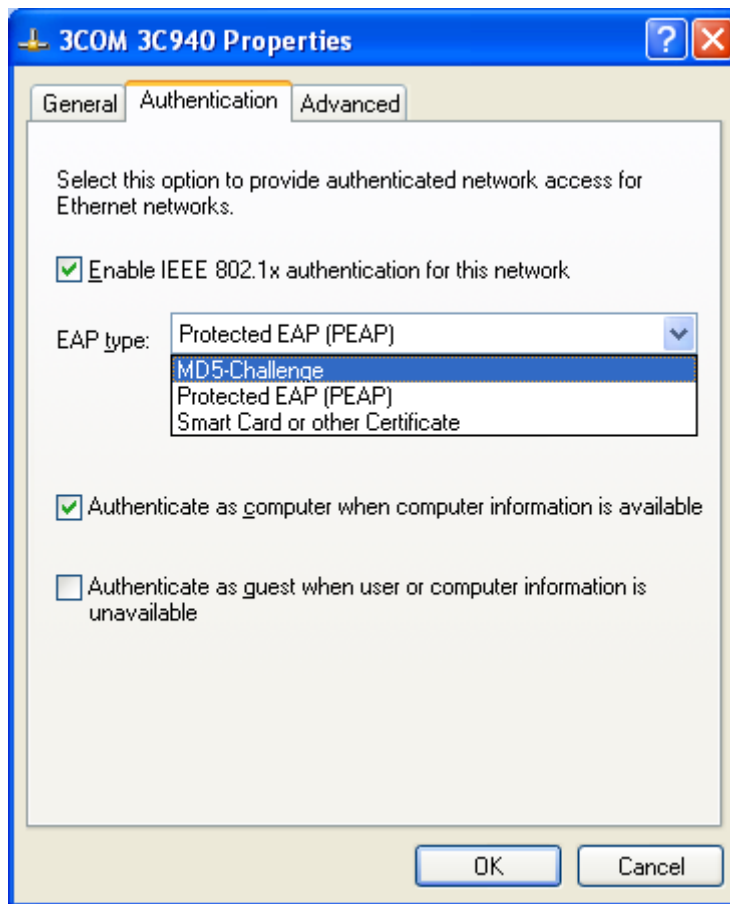 3COM 3C940 Properties
General Authentication Advanced
Select this option to provide authenticated network access for
Ethernet networks.
Enable IEEE 802.1x authentication for this network
EAP type: Protected EAP (PEAP)
MD5-Challenge
Protected EAP (PEAP)
Smart Card or other Certificate
Authenticate as computer when computer information is available
Authenticate as guest when user or computer information is
unavailable
OK Cancel